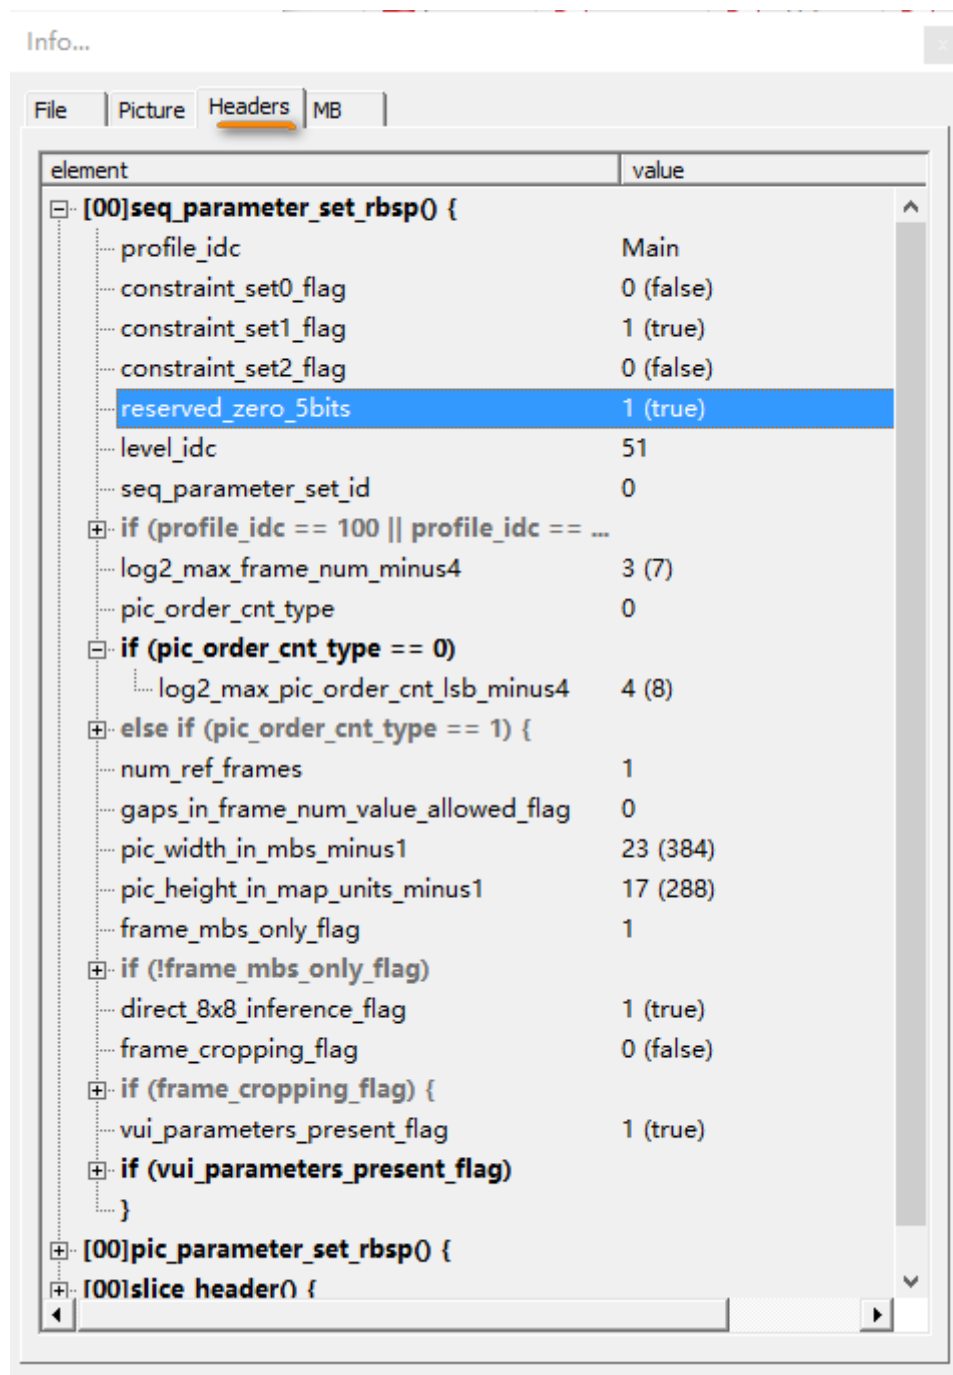 Info...
File Picture Headers MB
element value
[00]seq_parameter_set_rbsp() {
profile_idc Main
constraint_set0_flag 0 (false)
constraint_set1_flag 1 (true)
constraint_set2_flag 0 (false)
reserved_zero_5bits 1 (true)
level_idc 51
seq_parameter_set_id 0
if (profile_idc == 100 || profile_idc == ...
log2_max_frame_num_minus4 3 (7)
pic_order_cnt_type 0
if (pic_order_cnt_type == 0)
log2_max_pic_order_cnt_lsb_minus4 4 (8)
else if (pic_order_cnt_type == 1) {
num_ref_frames 1
gaps_in_frame_num_value_allowed_flag 0
pic_width_in_mbs_minus1 23 (384)
pic_height_in_map_units_minus1 17 (288)
frame_mbs_only_flag 1
if (!frame_mbs_only_flag)
direct_8x8_inference_flag 1 (true)
frame_cropping_flag 0 (false)
if (frame_cropping_flag) {
vui_parameters_present_flag 1 (true)
if (vui_parameters_present_flag)
}
[00]pic_parameter_set_rbsp() {
[00]slice_header() {